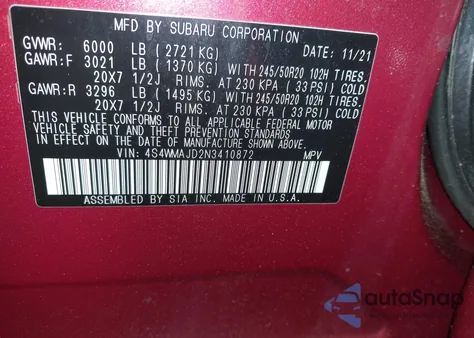 MFD BY SUBARU CORPORATION
GVWR: 6000 LB (2721 KG) DATE: 11/21
GAWR:F 3021 LB (1370 KG) WITH 245/50R20 102H TIRES.
20X7 1/2J RIMS. AT 230 KPA (33 PSI) COLD
GAWR:R 3296 LB (1495 KG) WITH 245/50R20 102H TIRES.
20X7 1/2J RIMS. AT 230 KPA (33 PSI) COLD
THIS VEHICLE CONFORMS TO ALL APPLICABLE FEDERAL MOTOR
VEHICLE SAFETY AND THEFT PREVENTION STANDARDS
IN EFFECT ON THE DATE OF MANUFACTURE SHOWN ABOVE.
VIN: 4S4WMAJD2N3410872 MPV
ASSEMBLED BY SIA INC. MADE IN U.S.A.
autoSnap